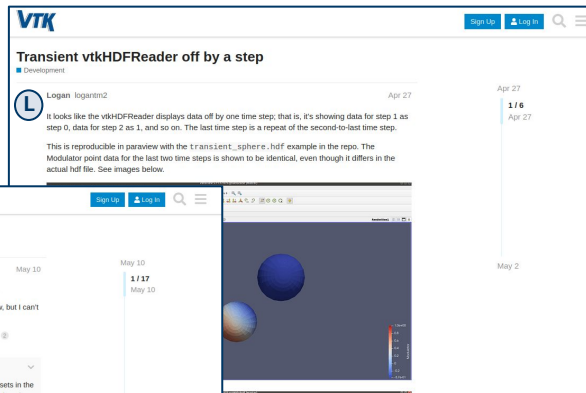 VTK
Sign Up
Log In
Transient vtkHDFReader off by a step
Development
L
Logan logantm2
Apr 27
It looks like the vtkHDFReader displays data off by one time step; that is, it's showing data for step 1 as
step 0, data for step 2 as 1, and so on. The last time step is a repeat of the second-to-last time step.
This is reproducible in paraview with the transient_sphere.hdf example in the repo. The
Modulator point data for the last two time steps is shown to be identical, even though it differs in the
actual hdf file. See images below.
Apr 27
1 / 6
Apr 27
May 2
Sign Up
Log In
May 10
, but I can't
2
sets in the
May 10
1 / 17
May 10